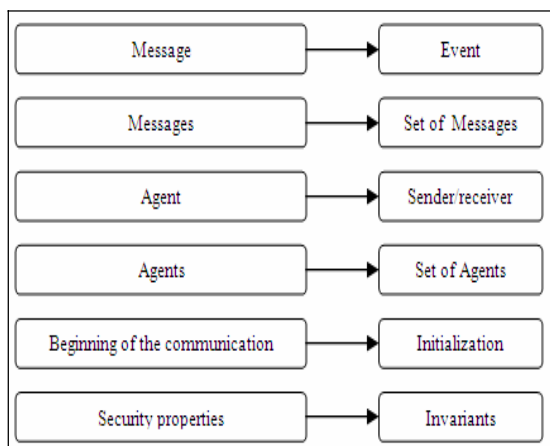 Message
Event
Messages
Set of Messages
Agent
Sender/receiver
Agents
Set of Agents
Beginning of the communication
Initialization
Security properties
Invariants